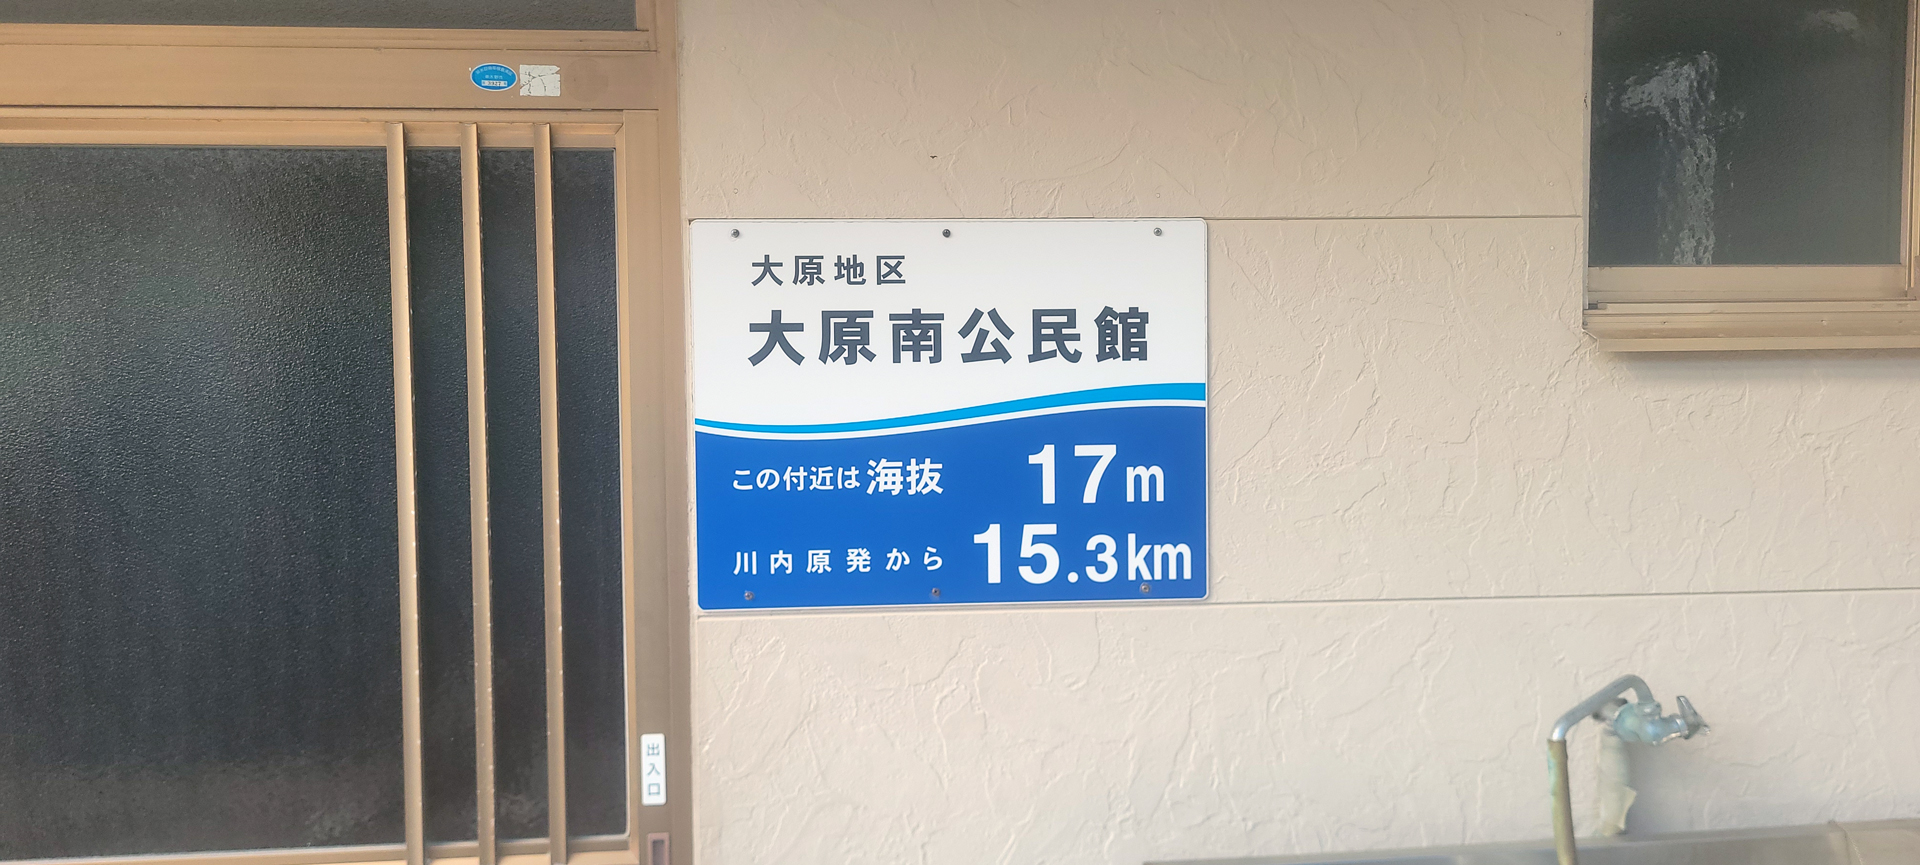 大原地区
大原南公民館
この付近は海抜 17m
川内原発から 15.3km
出入口